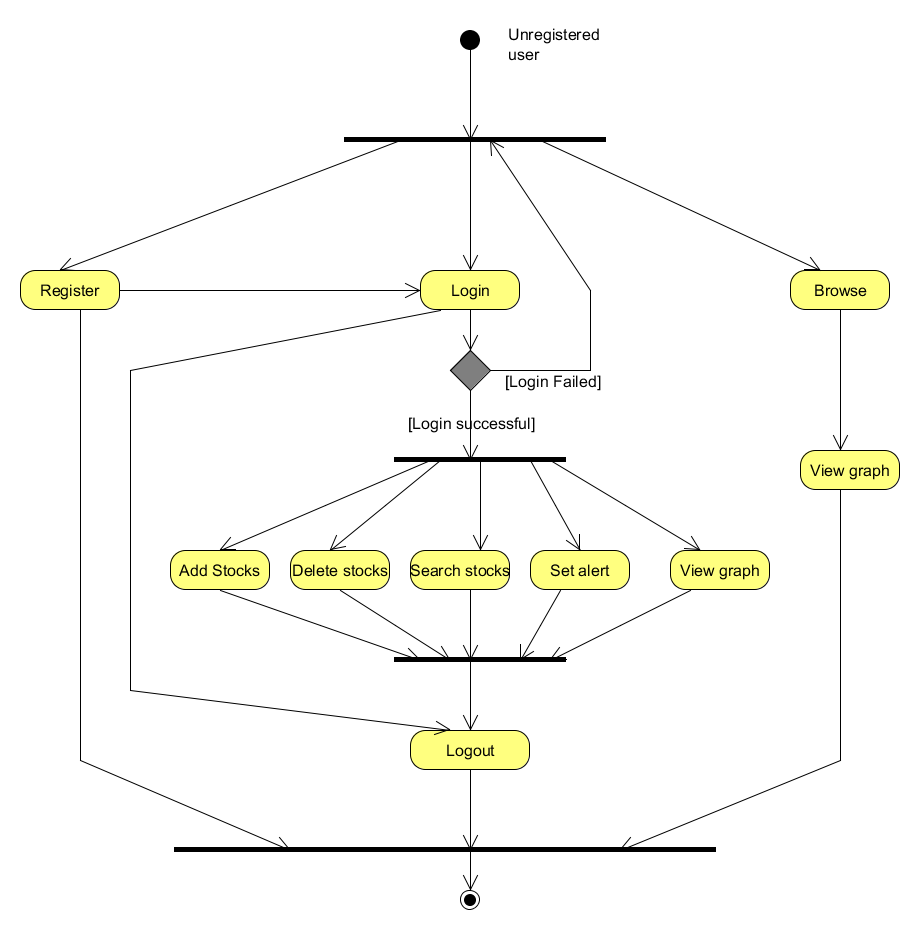 Unregistered
user
Register
Login
Browse
[Login Failed]
[Login successful]
View graph
Add Stocks
Delete stocks
Search stocks
Set alert
View graph
Logout